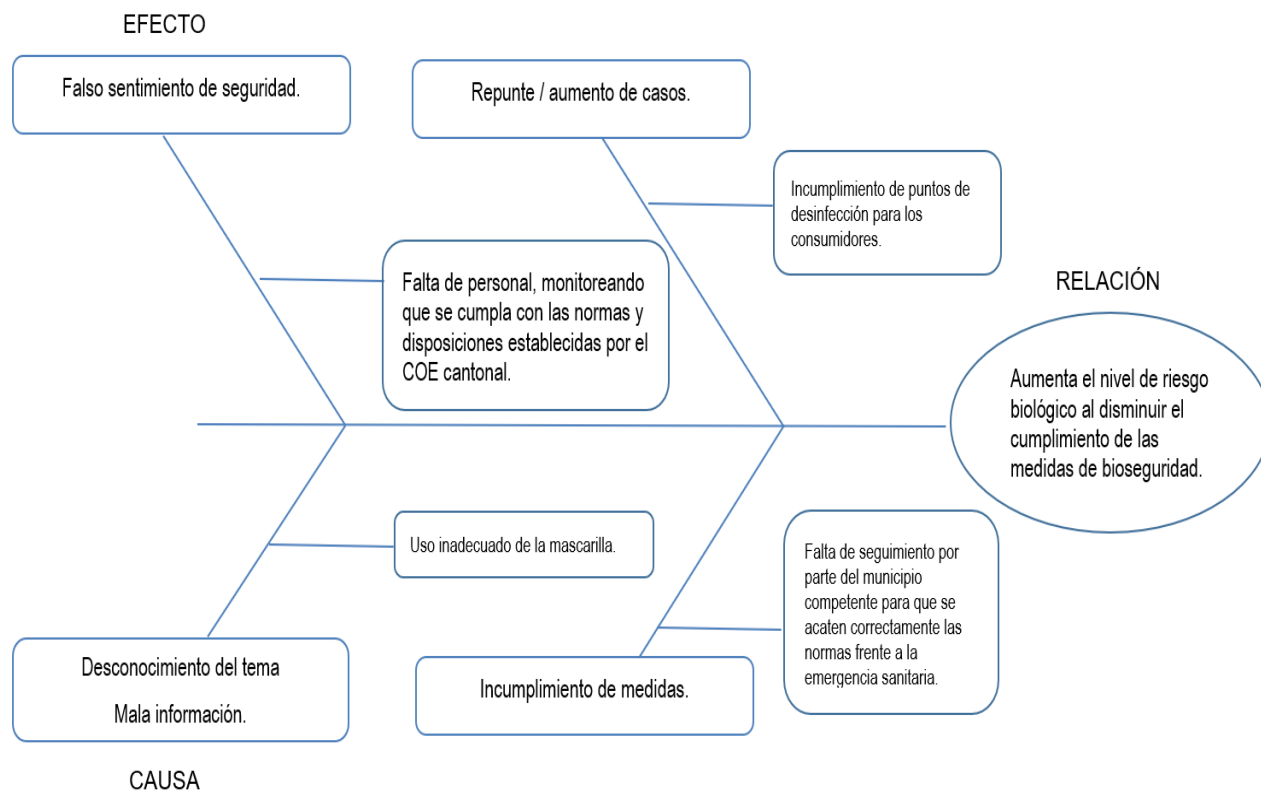 EFECTO
Falso sentimiento de seguridad.
Repunte / aumento de casos.
Incumplimiento de puntos de
desinfección para los
consumidores.
Falta de personal, monitoreando
que se cumpla con las normas y
disposiciones establecidas por el
COE cantonal.
RELACIÓN
Aumenta el nivel de riesgo
biológico al disminuir el
cumplimiento de las
medidas de bioseguridad.
Uso inadecuado de la mascarilla.
Falta de seguimiento por
parte del municipio
competente para que se
acaten correctamente las
normas frente a la
emergencia sanitaria.
Desconocimiento del tema
Mala información.
Incumplimiento de medidas.
CAUSA